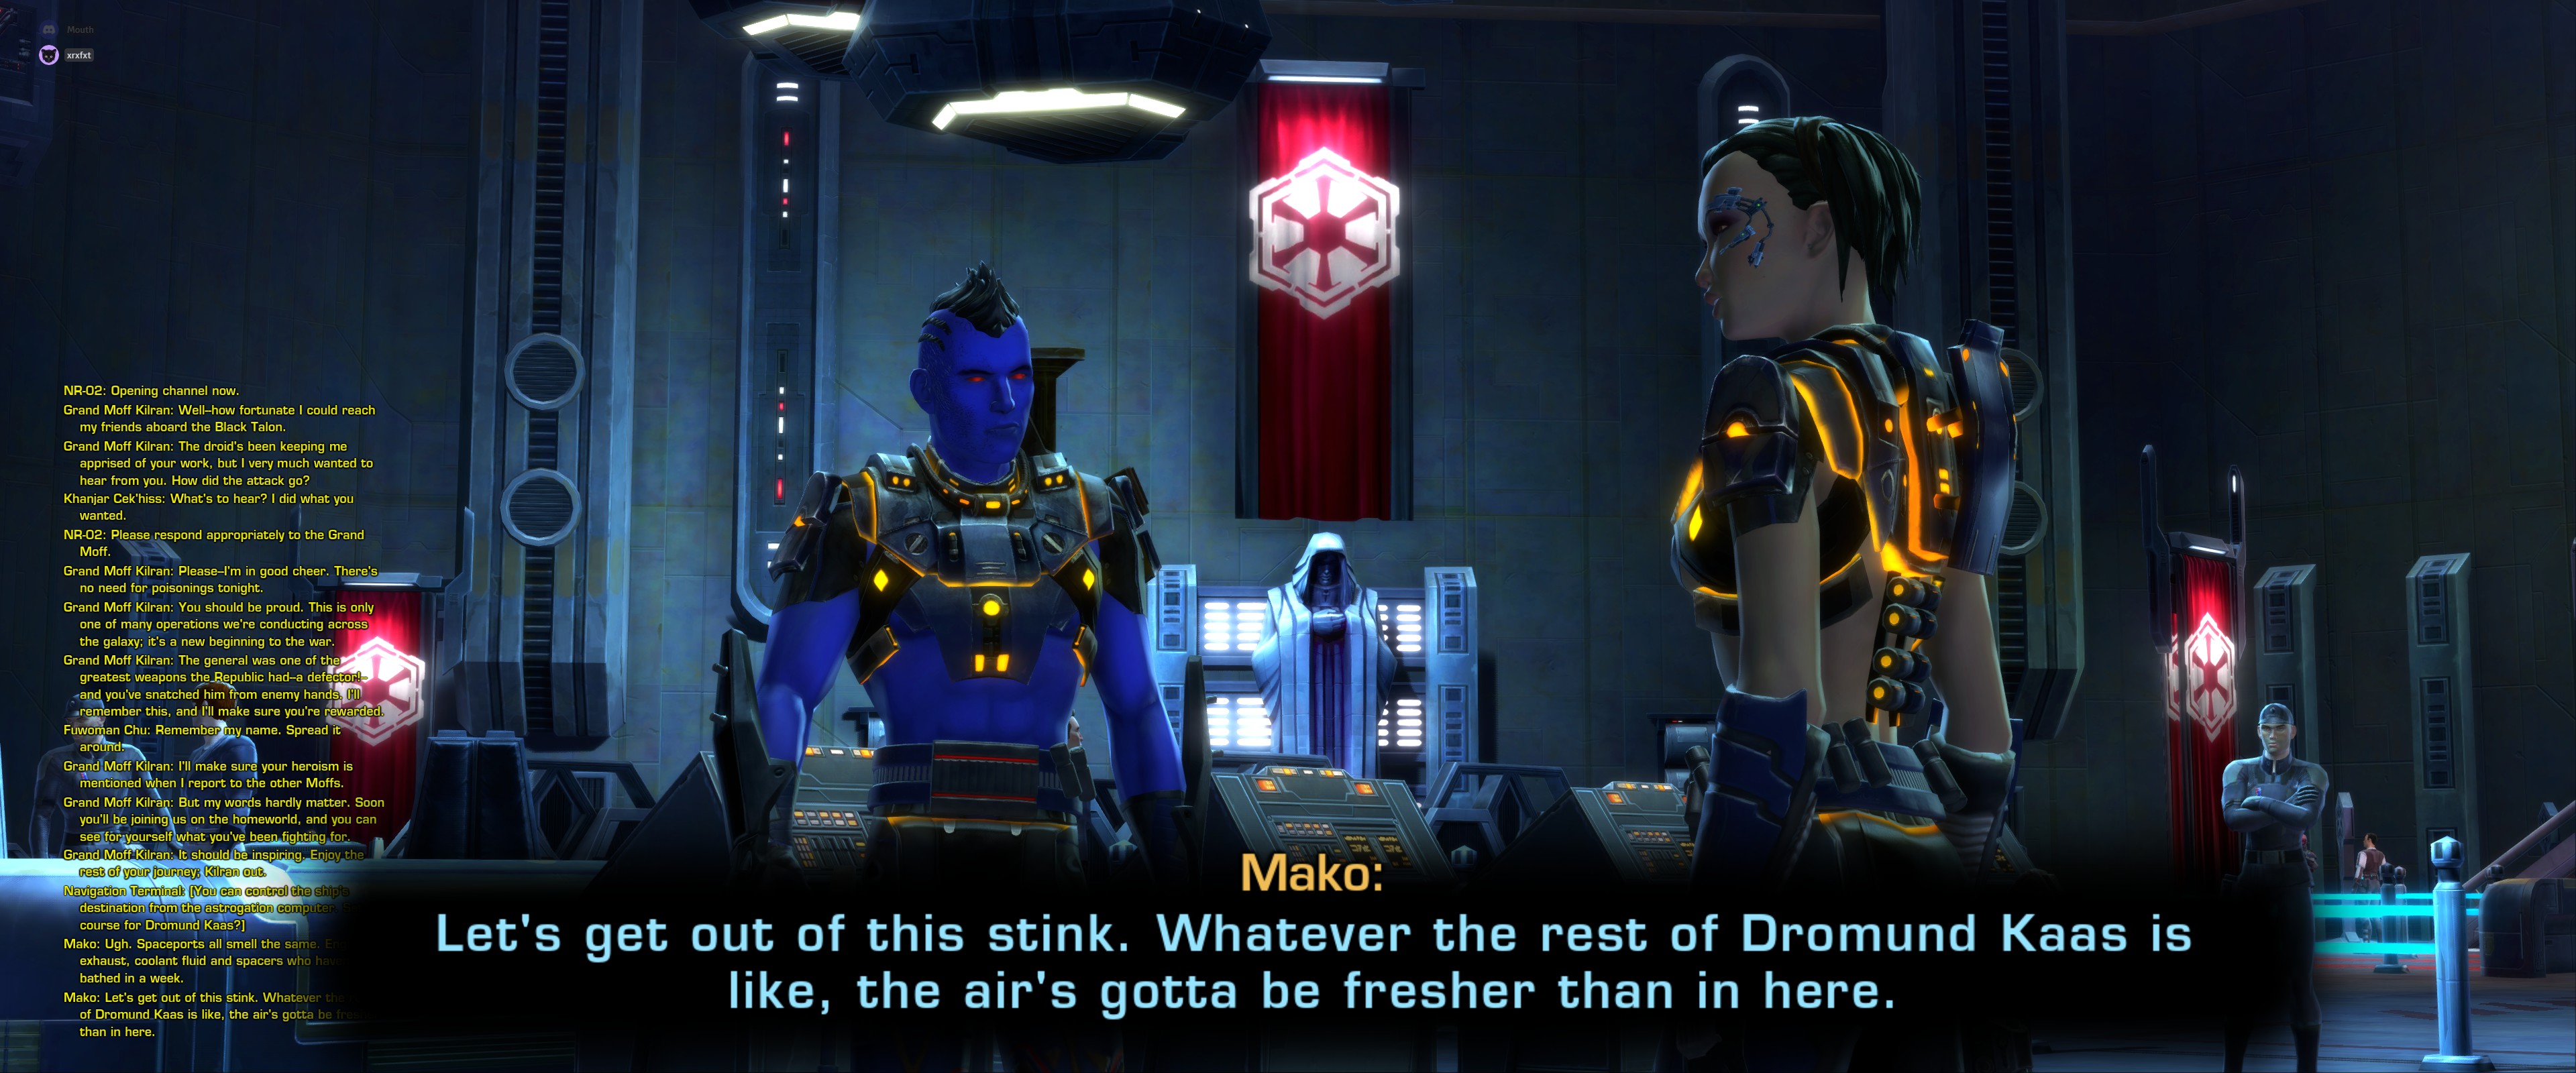 Mouth
xrxfxt
NR-02: Opening channel now.
Grand Moff Kilran: Well--how fortunate I could reach
my friends aboard the Black Talon.
Grand Moff Kilran: The droid's been keeping me
apprised of your work, but I very much wanted to
hear from you. How did the attack go?
Khanjar Cek'hiss: What's to hear? I did what you
wanted.
NR-02: Please respond appropriately to the Grand
Moff.
Grand Moff Kilran: Please--I'm in good cheer. There's
no need for poisonings tonight.
Grand Moff Kilran: You should be proud. This is only
one of many operations we're conducting across
the galaxy; it's a new beginning to the war.
Grand Moff Kilran: The general was one of the
greatest weapons the Republic had--a defector!--
and you've snatched him from enemy hands. I'll
remember this, and I'll make sure you're rewarded.
Fuwoman Chu: Remember my name. Spread it
around.
Grand Moff Kilran: I'll make sure your heroism is
mentioned when I report to the other Moffs.
Grand Moff Kilran: But my words hardly matter. Soon
you'll be joining us on the homeworld, and you can
see for yourself what you've been fighting for.
Grand Moff Kilran: It should be inspiring. Enjoy the
rest of your journey; Kilran out.
Navigation Terminal: [You can control the ship's
destination from the astrogation computer.
course for Dromund Kaas?]
Mako: Ugh. Spaceports all smell the same.
exhaust, coolant fluid and spacers who
bathed in a week.
Mako: Let's get out of this stink. Whatever the
of Dromund Kaas is like, the air's gotta be
than in here.
Mako:
Let's get out of this stink. Whatever the rest of Dromund Kaas is
like, the air's gotta be fresher than in here.